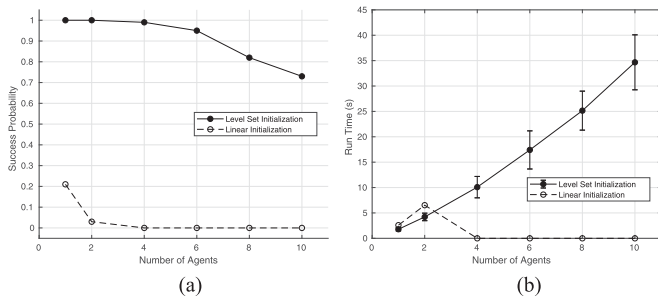 1
0.9
0.8
0.7
0.6
0.5
0.4
0.3
0.2
0.1
0
Success Probability
0 2 4 6 8 10
Number of Agents
Level Set Initialization
Linear Initialization
(a)
45
40
35
30
25
20
15
10
5
0
Run Time (s)
0 2 4 6 8 10
Number of Agents
Level Set Initialization
Linear Initialization
(b)